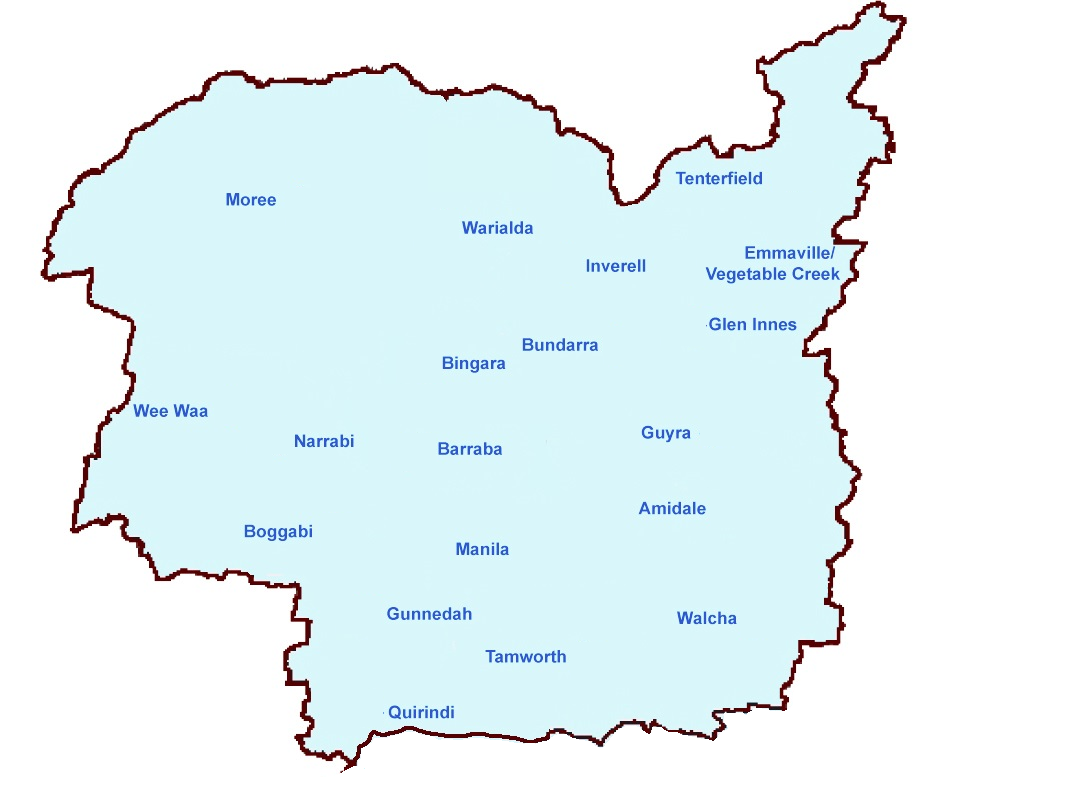 Tenterfield
Moree
Warialda
Emmaville/
Vegetable Creek
Inverell
Glen Innes
Bundarra
Bingara
Wee Waa
Guyra
Narrabi
Barraba
Amidale
Boggabi
Manila
Gunnedah
Walcha
Tamworth
Quirindi